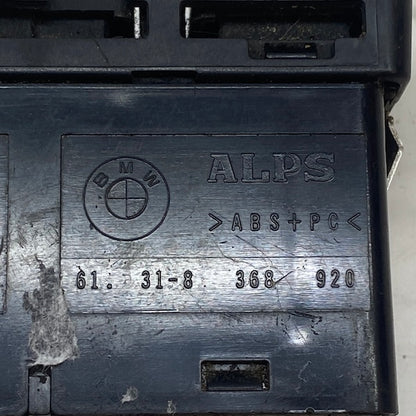 BMW
ALPS
>ABS+PC<
61. 31-8 368 920